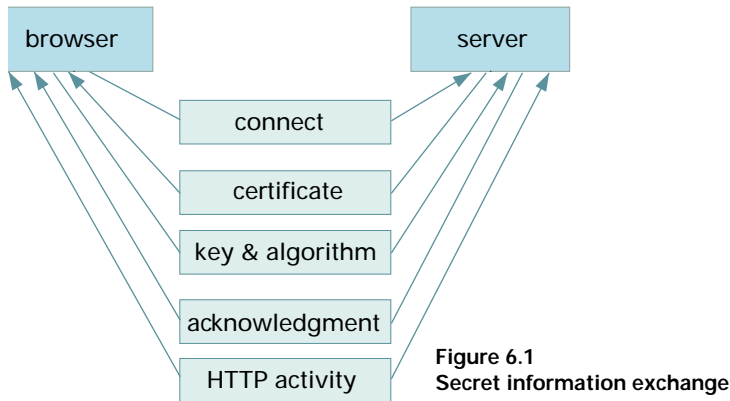 browser
server
connect
certificate
key & algorithm
acknowledgment
HTTP activity
Figure 6.1
Secret information exchange